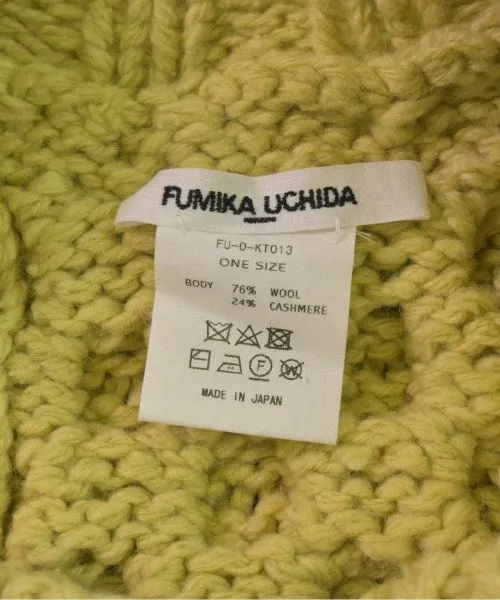 FUMIKA UCHIDA
FU-O-KT013
ONE SIZE
BODY 76% WOOL
24% CASHMERE
F W
MADE IN JAPAN